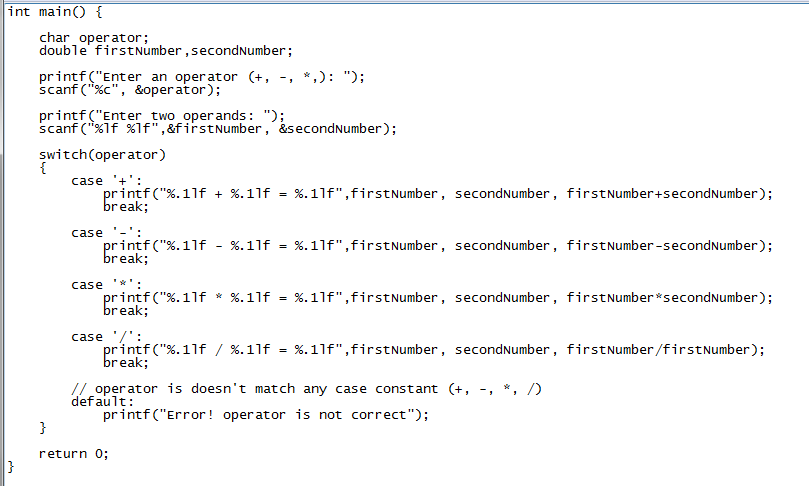 int main() {
char operator;
double firstNumber,secondNumber;
printf("Enter an operator (+, -, *,): ");
scanf("%c", &operator);
printf("Enter two operands: ");
scanf("%lf %lf",&firstNumber, &secondNumber);
switch(operator)
{
case '+':
printf("%.1lf + %.1lf = %.1lf",firstNumber, secondNumber, firstNumber+secondNumber);
break;
case '-':
printf("%.1lf - %.1lf = %.1lf",firstNumber, secondNumber, firstNumber-secondNumber);
break;
case '*':
printf("%.1lf * %.1lf = %.1lf",firstNumber, secondNumber, firstNumber*secondNumber);
break;
case '/':
printf("%.1lf / %.1lf = %.1lf",firstNumber, secondNumber, firstNumber/firstNumber);
break;
// operator is doesn't match any case constant (+, -, *, /)
default:
printf("Error! operator is not correct");
}
return 0;
}